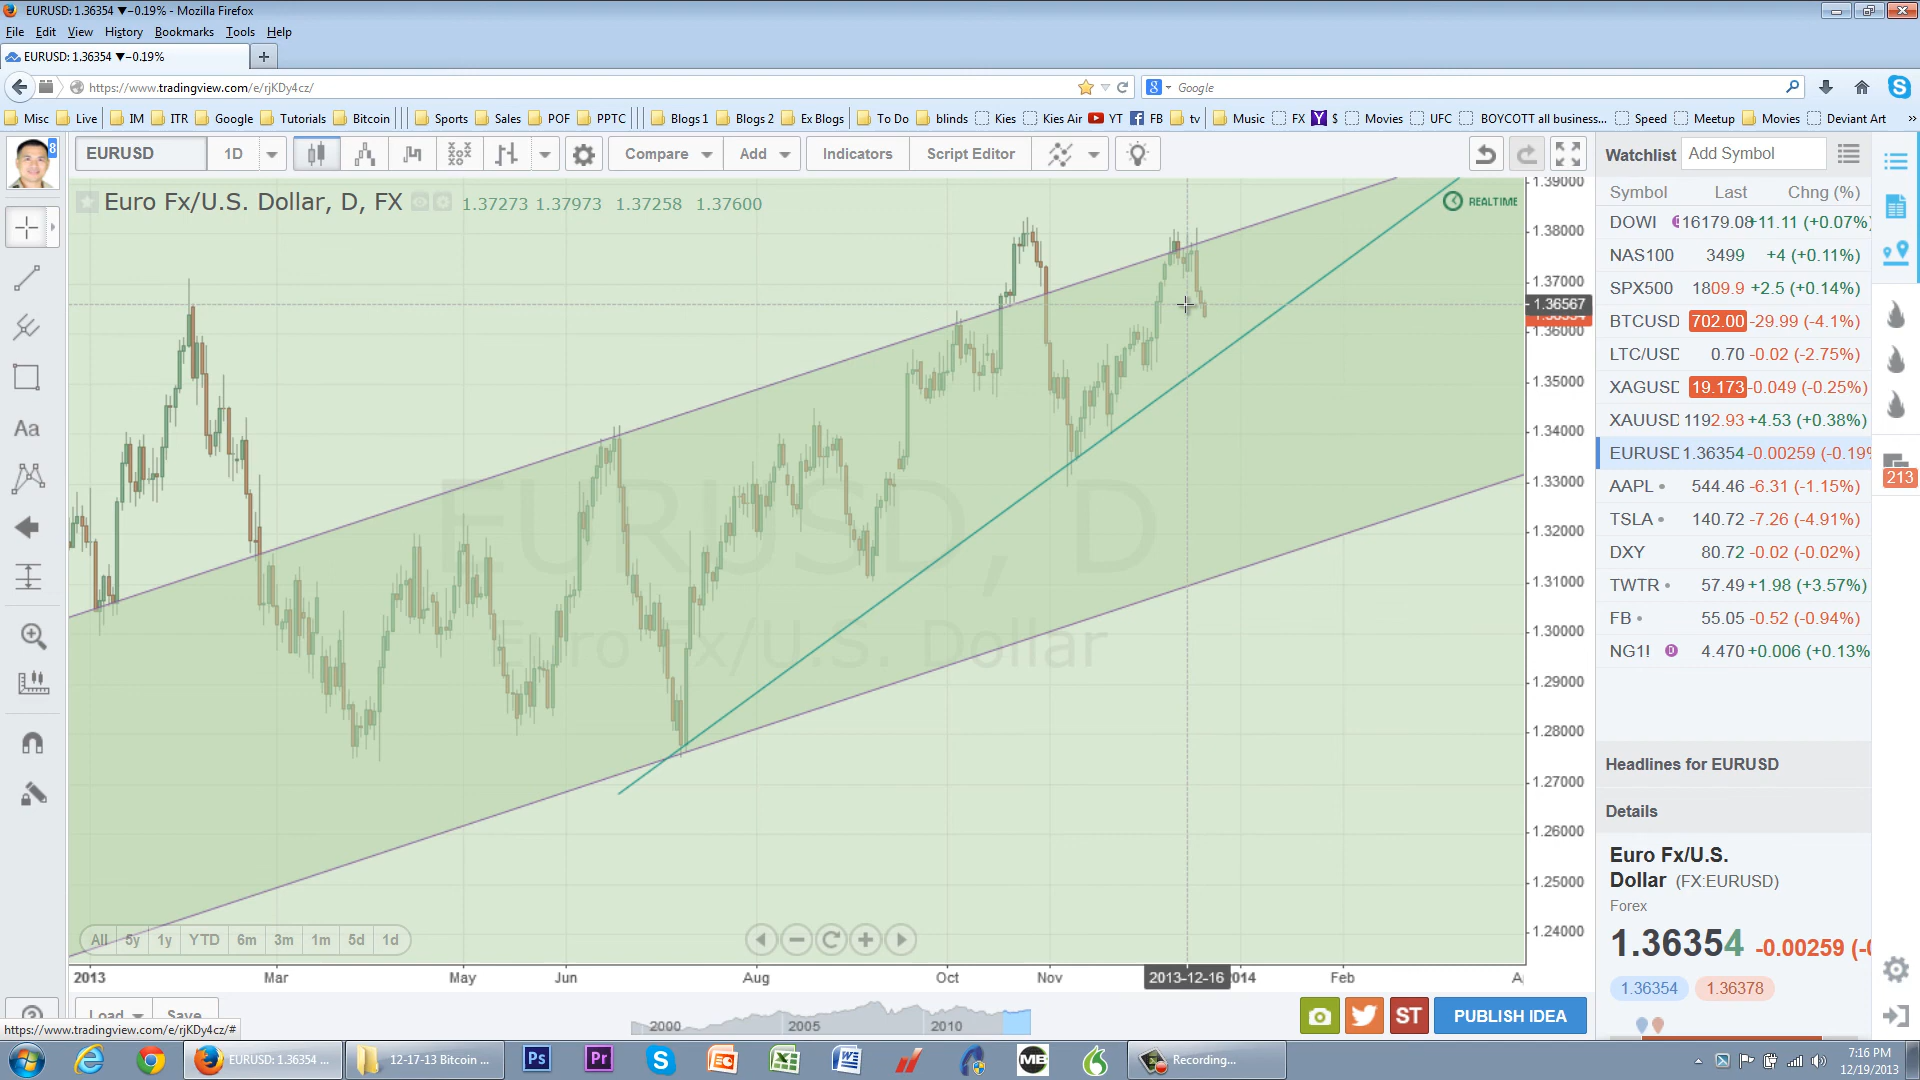 EURUSD: 1.36354 ▼−0.19% - Mozilla Firefox
File Edit View History Bookmarks Tools Help
EURUSD: 1.36354 ▼−0.19%
https://www.tradingview.com/e/rjKDy4cz/
Google
Misc Live IM ITR Google Tutorials Bitcoin Sports Sales POF PPTC Blogs 1 Blogs 2 Ex Blogs To Do blinds Kies Kies Air YT FB tv Music FX $ Movies UFC BOYCOTT all business... Speed Meetup Movies Deviant Art »
EURUSD 1D Compare Add Indicators Script Editor
Watchlist Add Symbol
Euro Fx/U.S. Dollar, D, FX 1.37273 1.37973 1.37258 1.37600
REALTIME
Symbol Last Chng (%)
DOWI 16179.08 +11.11 (+0.07%)
NAS100 3499 +4 (+0.11%)
SPX500 1809.9 +2.5 (+0.14%)
BTCUSD 702.00 -29.99 (-4.1%)
LTC/USD 0.70 -0.02 (-2.75%)
XAGUSD 19.173 -0.049 (-0.25%)
XAUUSD 1192.93 +4.53 (+0.38%)
EURUSD 1.36354 -0.00259 (-0.19%
AAPL 544.46 -6.31 (-1.15%)
TSLA 140.72 -7.26 (-4.91%)
DXY 80.72 -0.02 (-0.02%)
TWTR 57.49 +1.98 (+3.57%)
FB 55.05 -0.52 (-0.94%)
NG1! D 4.470 +0.006 (+0.13%
213
1.39000
1.38000
1.37000
1.36567
1.36000
1.35000
1.34000
1.33000
1.32000
1.31000
1.30000
1.29000
1.28000
1.27000
1.26000
1.25000
1.24000
EURUSD, D
Euro Fx/U.S. Dollar
Aa
Headlines for EURUSD
Details
Euro Fx/U.S.
Dollar (FX:EURUSD)
Forex
1.36354 -0.00259
1.36354 1.36378
All 5y 1y YTD 6m 3m 1m 5d 1d
2013 Mar May Jun Aug Oct Nov 2013-12-16 2014 Feb A
Load Save
2000 2005 2010
ST PUBLISH IDEA
https://www.tradingview.com/e/rjKDy4cz/#
EURUSD: 1.36354 ...
12-17-13 Bitcoin ...
Ps Pr MB
Recording...
7:16 PM
12/19/2013